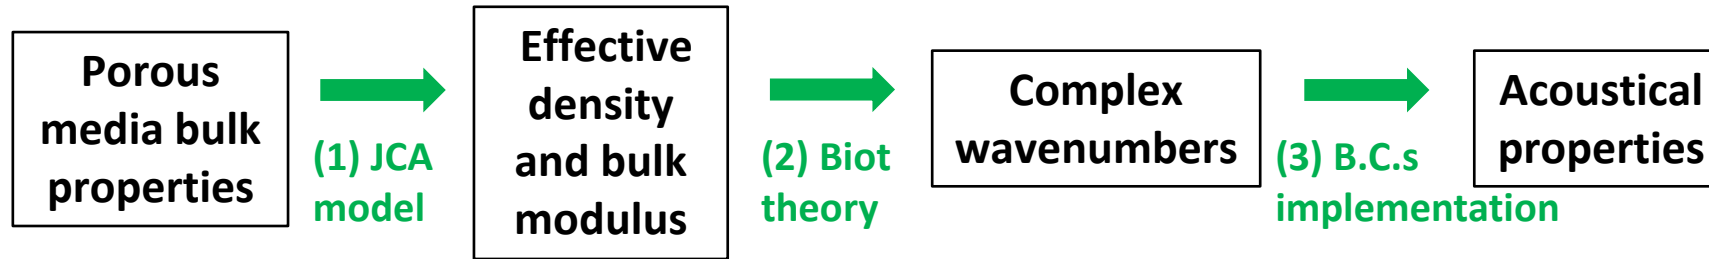 Porous
media bulk
properties
(1) JCA
model
Effective
density
and bulk
modulus
(2) Biot
theory
Complex
wavenumbers
(3) B.C.s
implementation
Acoustical
properties